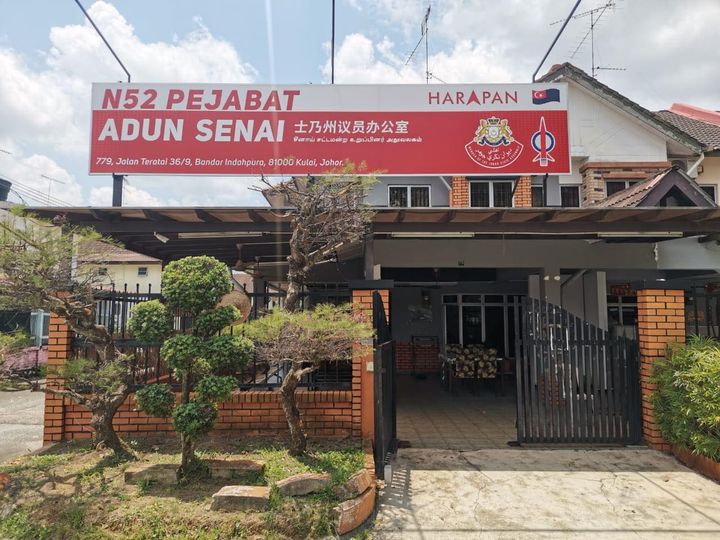 N52 PEJABAT
HARAPAN
ADUN SENAI 士乃州议员办公室
779, Jalan Teratai 36/9, Bandar Indahpura, 81000 Kulai, Johor.